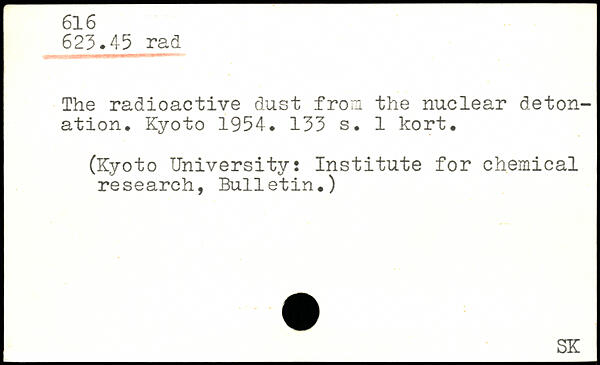 616
623.45 rad
The radioactive dust from the nuclear deton-
ation. Kyoto 1954. 133 s. 1 kort.
(Kyoto University: Institute for chemical
research, Bulletin.)
SK